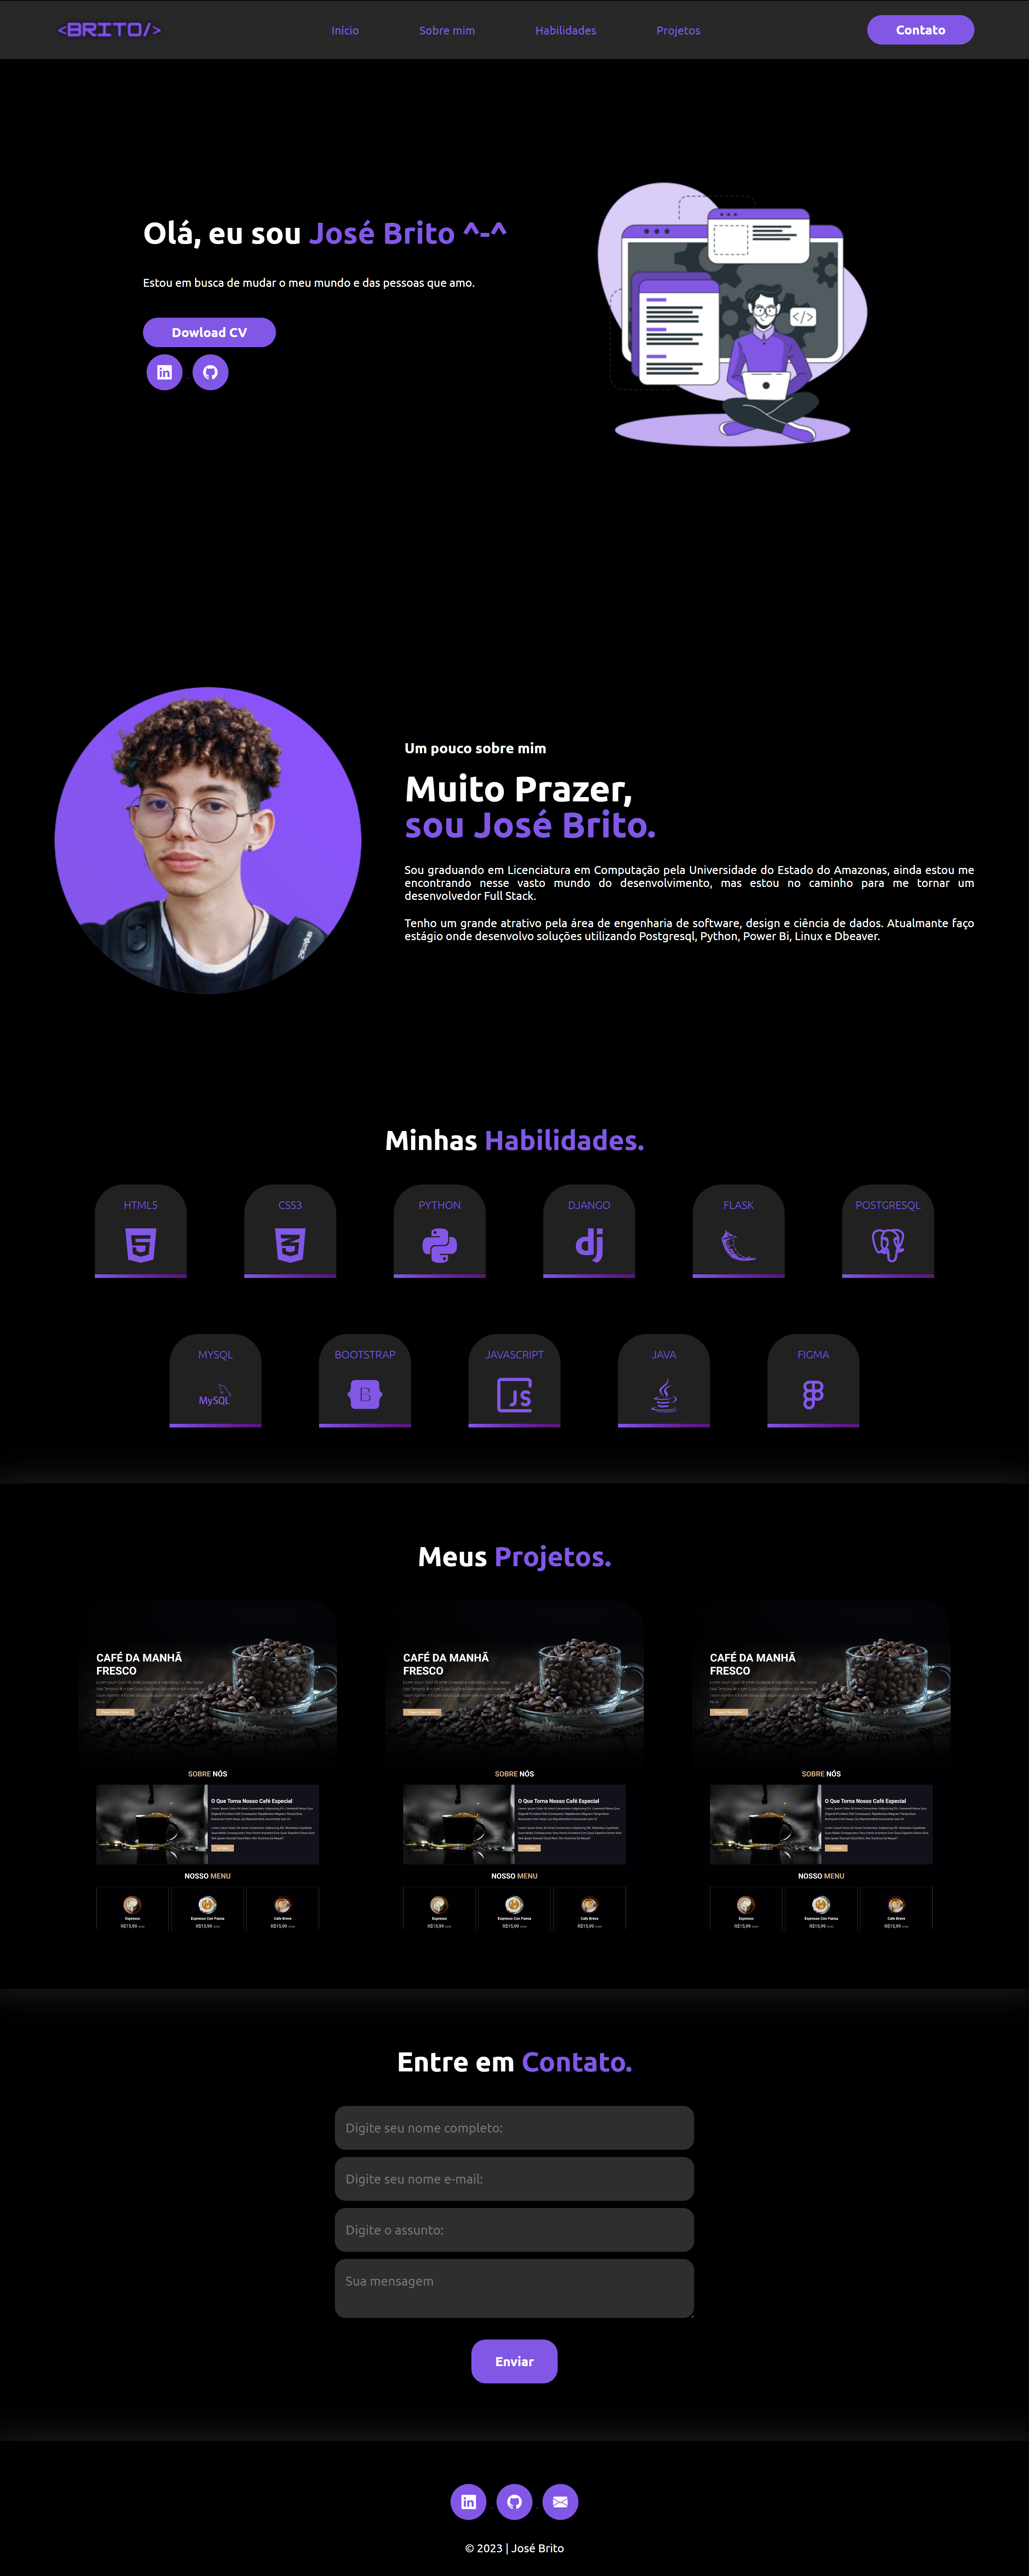 <BRITO/>
Início
Sobre mim
Habilidades
Projetos
Contato
Olá, eu sou José Brito ^-^
Estou em busca de mudar o meu mundo e das pessoas que amo.
Dowload CV
</>
Um pouco sobre mim
Muito Prazer,
sou José Brito.
Sou graduando em Licenciatura em Computação pela Universidade do Estado do Amazonas, ainda estou me
encontrando nesse vasto mundo do desenvolvimento, mas estou no caminho para me tornar um
desenvolvedor Full Stack.
Tenho um grande atrativo pela área de engenharia de software, design e ciência de dados. Atualmante faço
estágio onde desenvolvo soluções utilizando Postgresql, Python, Power Bi, Linux e Dbeaver.
Minhas Habilidades.
HTML5
CSS3
PYTHON
DJANGO
FLASK
POSTGRESQL
MYSQL
BOOTSTRAP
JAVASCRIPT
JAVA
FIGMA
MySQL
B
JS
Meus Projetos.
CAFÉ DA MANHÃ
FRESCO
SOBRE NÓS
O Que Torna Nosso Café Especial
NOSSO MENU
Espresso
Espresso Con Panna
Cafe Breve
R$15,99
R$15,99
R$15,99
CAFÉ DA MANHÃ
FRESCO
SOBRE NÓS
O Que Torna Nosso Café Especial
NOSSO MENU
Espresso
Espresso Con Panna
Cafe Breve
R$15,99
R$15,99
R$15,99
CAFÉ DA MANHÃ
FRESCO
SOBRE NÓS
O Que Torna Nosso Café Especial
NOSSO MENU
Espresso
Espresso Con Panna
Cafe Breve
R$15,99
R$15,99
R$15,99
Entre em Contato.
Digite seu nome completo:
Digite seu nome e-mail:
Digite o assunto:
Sua mensagem
Enviar
© 2023 | José Brito